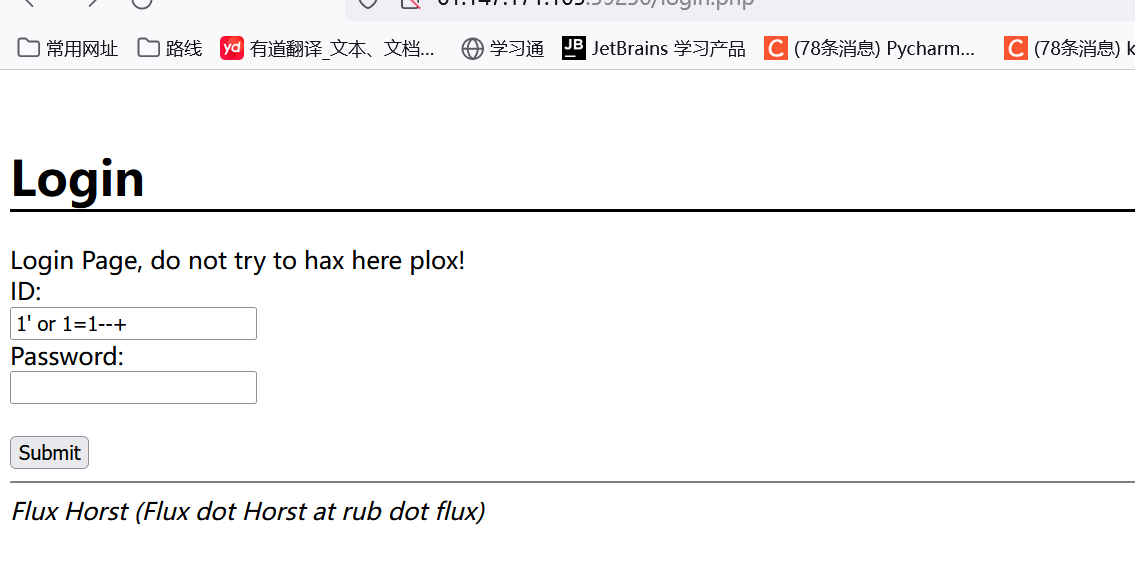 /login.php
常用网址 路线 yd 有道翻译_文本、文档... 学习通 JB JetBrains 学习产品 C (78条消息) Pycharm... C (78条消息) k
Login
Login Page, do not try to hax here plox!
ID:
1' or 1=1--+
Password:
Submit
Flux Horst (Flux dot Horst at rub dot flux)